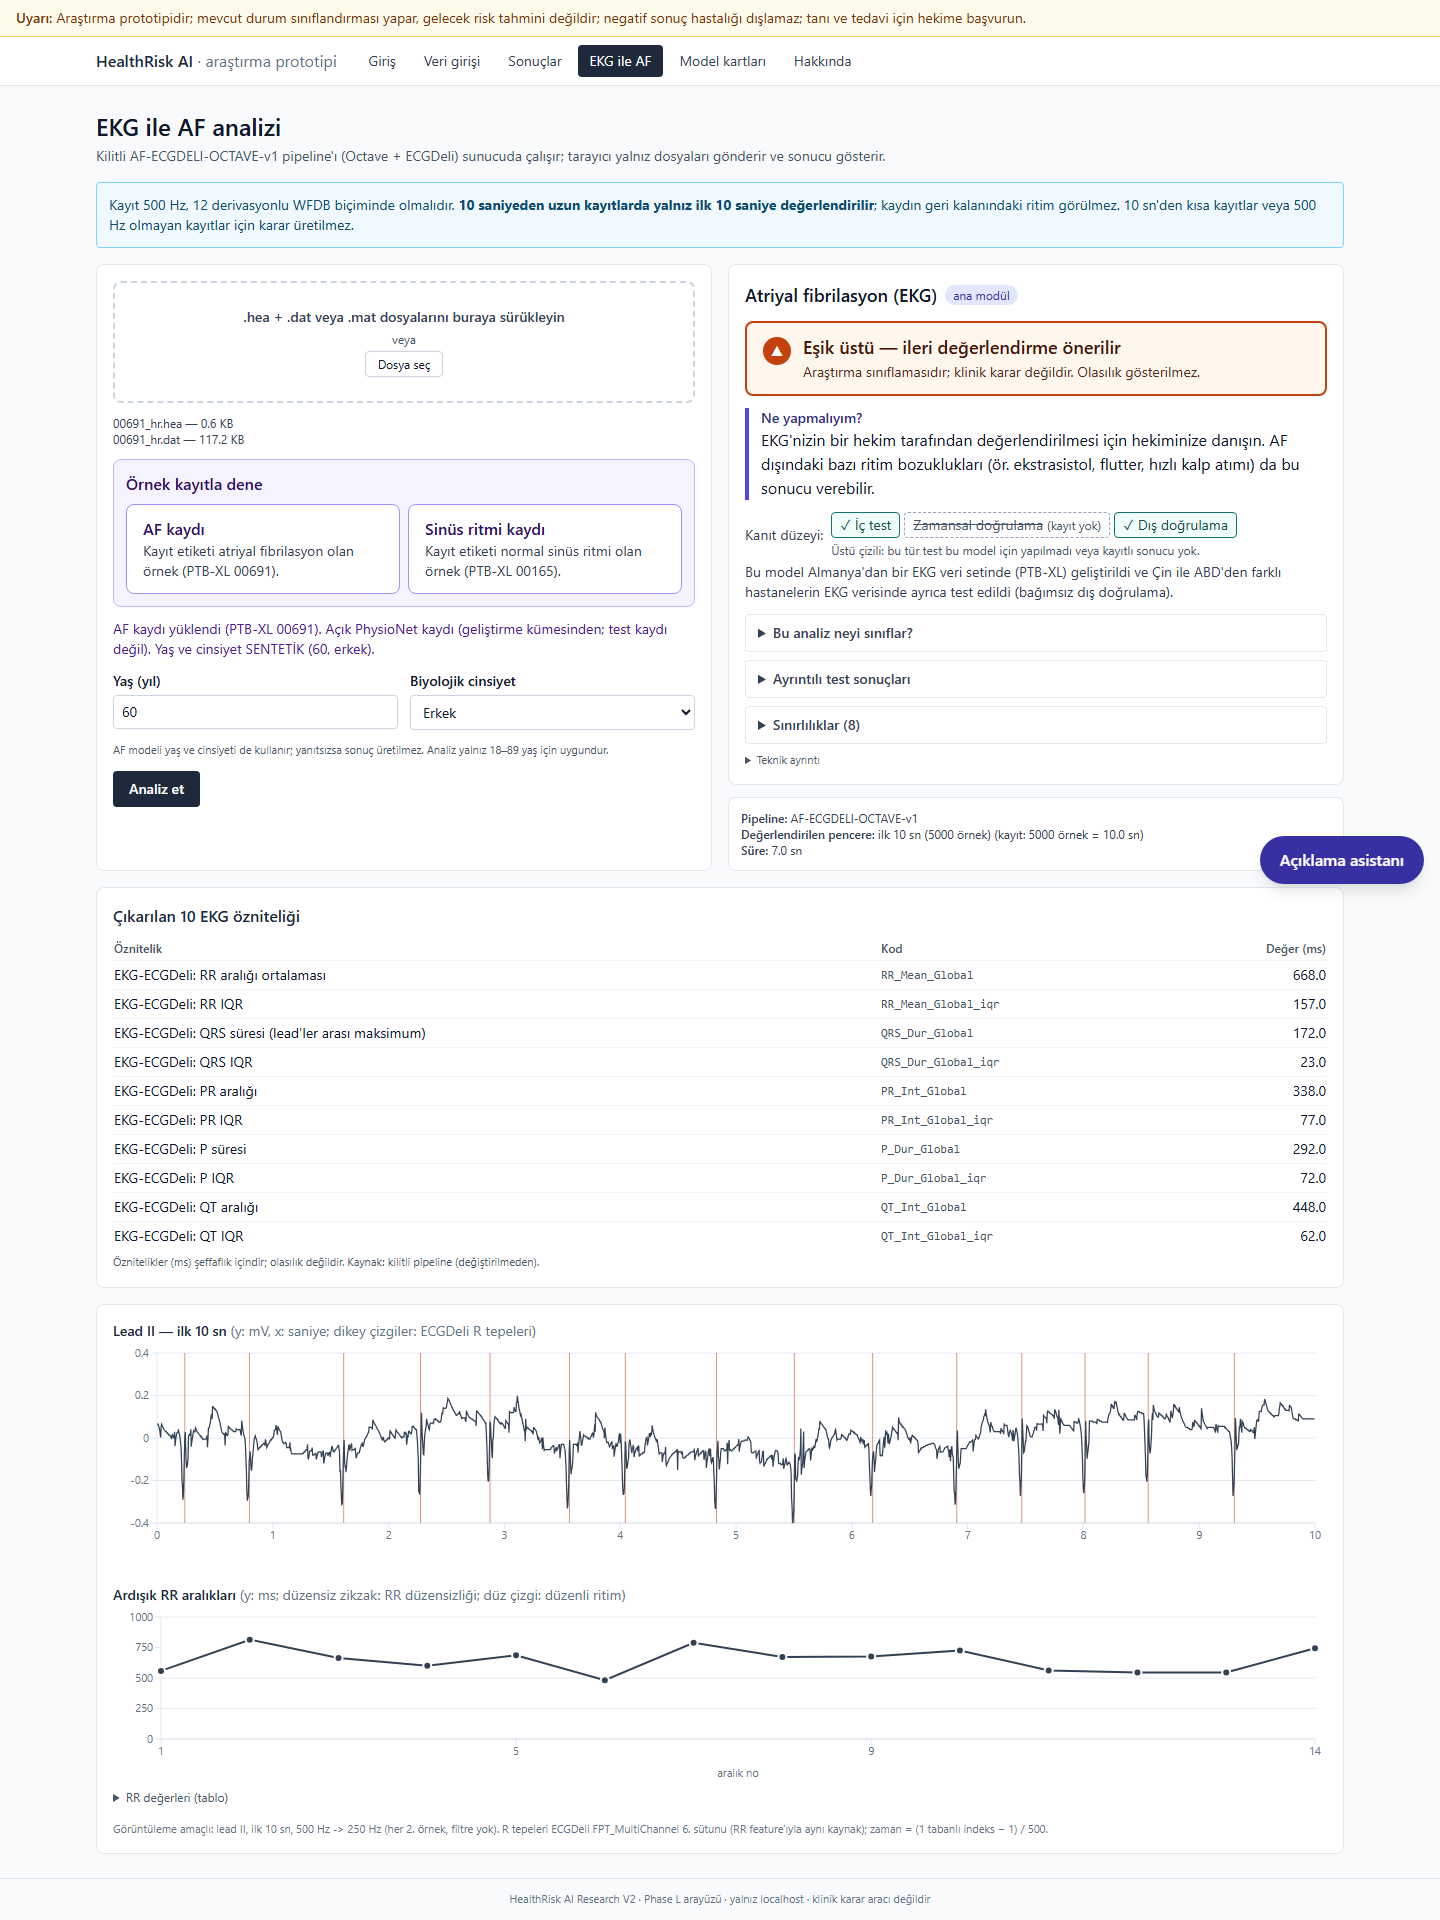 Uyarı: Araştırma prototipidir; mevcut durum sınıflandırması yapar, gelecek risk tahmini değildir; negatif sonuç hastalığı dışlamaz; tanı ve tedavi için hekime başvurun.
HealthRisk AI · araştırma prototipi
Giriş
Veri girişi
Sonuçlar
EKG ile AF
Model kartları
Hakkında
EKG ile AF analizi
Kilitli AF-ECGDELI-OCTAVE-v1 pipeline'ı (Octave + ECGDeli) sunucuda çalışır; tarayıcı yalnız dosyaları gönderir ve sonucu gösterir.
Kayıt 500 Hz, 12 derivasyonlu WFDB biçiminde olmalıdır. 10 saniyeden uzun kayıtlarda yalnız ilk 10 saniye değerlendirilir; kaydın geri kalanındaki ritim görülmez. 10 sn'den kısa kayıtlar veya 500
Hz olmayan kayıtlar için karar üretilmez.
.hea + .dat veya .mat dosyalarını buraya sürükleyin
veya
Dosya seç
00691_hr.hea — 0.6 KB
00691_hr.dat — 117.2 KB
Örnek kayıtla dene
AF kaydı
Kayıt etiketi atriyal fibrilasyon olan
örnek (PTB-XL 00691).
Sinüs ritmi kaydı
Kayıt etiketi normal sinüs ritmi olan
örnek (PTB-XL 00165).
AF kaydı yüklendi (PTB-XL 00691). Açık PhysioNet kaydı (geliştirme kümesinden; test kaydı
değil). Yaş ve cinsiyet SENTETİK (60, erkek).
Yaş (yıl)
60
Biyolojik cinsiyet
Erkek
AF modeli yaş ve cinsiyeti de kullanır; yanıtsızsa sonuç üretilmez. Analiz yalnız 18–89 yaş için uygundur.
Analiz et
Atriyal fibrilasyon (EKG)
ana modül
Eşik üstü — ileri değerlendirme önerilir
Araştırma sınıflamasıdır; klinik karar değildir. Olasılık gösterilmez.
Ne yapmalıyım?
EKG'nizin bir hekim tarafından değerlendirilmesi için hekiminize danışın. AF
dışındaki bazı ritim bozuklukları (ör. ekstrasistol, flutter, hızlı kalp atımı) da bu
sonucu verebilir.
Kanıt düzeyi:
✓ İç test
Zamansal doğrulama (kayıt yok)
✓ Dış doğrulama
Üstü çizili: bu tür test bu model için yapılmadı veya kayıtlı sonucu yok.
Bu model Almanya'dan bir EKG veri setinde (PTB-XL) geliştirildi ve Çin ile ABD'den farklı
hastanelerin EKG verisinde ayrıca test edildi (bağımsız dış doğrulama).
▶ Bu analiz neyi sınıflar?
▶ Ayrıntılı test sonuçları
▶ Sınırlılıklar (8)
▶ Teknik ayrıntı
Pipeline: AF-ECGDELI-OCTAVE-v1
Değerlendirilen pencere: ilk 10 sn (5000 örnek) (kayıt: 5000 örnek = 10.0 sn)
Süre: 7.0 sn
Açıklama asistanı
Çıkarılan 10 EKG özniteliği
Öznitelik Kod Değer (ms)
EKG-ECGDeli: RR aralığı ortalaması RR_Mean_Global 668.0
EKG-ECGDeli: RR IQR RR_Mean_Global_iqr 157.0
EKG-ECGDeli: QRS süresi (lead'ler arası maksimum) QRS_Dur_Global 172.0
EKG-ECGDeli: QRS IQR QRS_Dur_Global_iqr 23.0
EKG-ECGDeli: PR aralığı PR_Int_Global 338.0
EKG-ECGDeli: PR IQR PR_Int_Global_iqr 77.0
EKG-ECGDeli: P süresi P_Dur_Global 292.0
EKG-ECGDeli: P IQR P_Dur_Global_iqr 72.0
EKG-ECGDeli: QT aralığı QT_Int_Global 448.0
EKG-ECGDeli: QT IQR QT_Int_Global_iqr 62.0
Öznitelikler (ms) şeffaflık içindir; olasılık değildir. Kaynak: kilitli pipeline (değiştirilmeden).
Lead II — ilk 10 sn (y: mV, x: saniye; dikey çizgiler: ECGDeli R tepeleri)
0.4
0.2
0
-0.2
-0.4
0 1 2 3 4 5 6 7 8 9 10
Ardışık RR aralıkları (y: ms; düzensiz zikzak: RR düzensizliği; düz çizgi: düzenli ritim)
1000
750
500
250
0
1 5 9 14
aralık no
▶ RR değerleri (tablo)
Görüntüleme amaçlı: lead II, ilk 10 sn, 500 Hz -> 250 Hz (her 2. örnek, filtre yok). R tepeleri ECGDeli FPT_MultiChannel 6. sütunu (RR feature'ıyla aynı kaynak); zaman = (1 tabanlı indeks − 1) / 500.
HealthRisk AI Research V2 · Phase L arayüzü · yalnız localhost · klinik karar aracı değildir